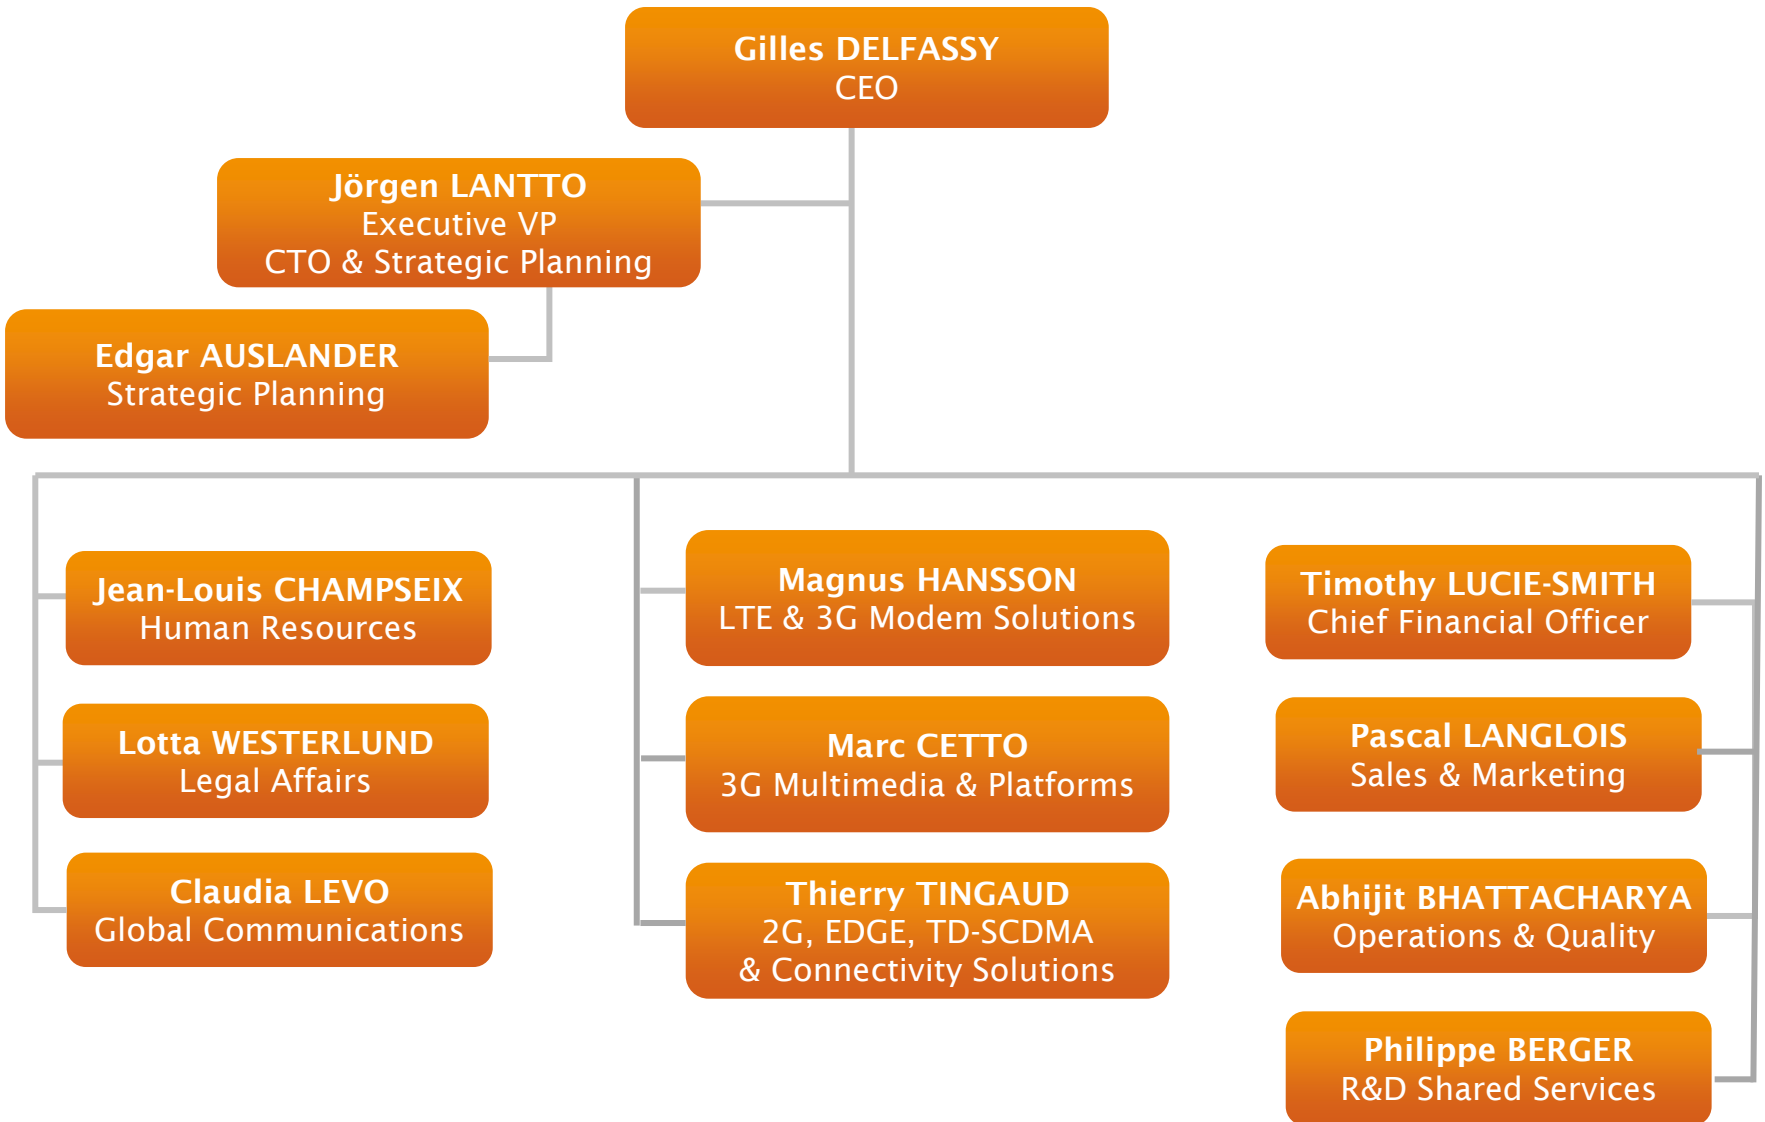 Gilles DELFASSY
CEO
Jörgen LANTTO
Executive VP
CTO & Strategic Planning
Edgar AUSLANDER
Strategic Planning
Jean-Louis CHAMPSEIX
Human Resources
Lotta WESTERLUND
Legal Affairs
Claudia LEVO
Global Communications
Magnus HANSSON
LTE & 3G Modem Solutions
Marc CETTO
3G Multimedia & Platforms
Thierry TINGAUD
2G, EDGE, TD-SCDMA
& Connectivity Solutions
Timothy LUCIE-SMITH
Chief Financial Officer
Pascal LANGLOIS
Sales & Marketing
Abhijit BHATTACHARYA
Operations & Quality
Philippe BERGER
R&D Shared Services